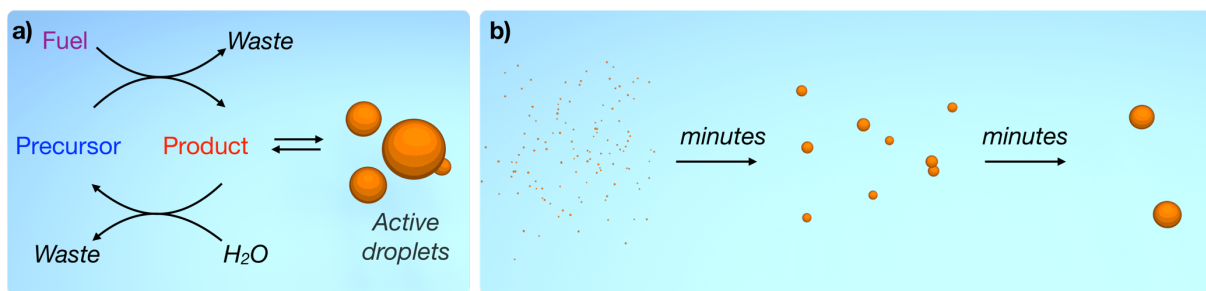 a)
Fuel
Waste
Precursor
Product
Waste
H₂O
Active
droplets
b)
minutes
minutes